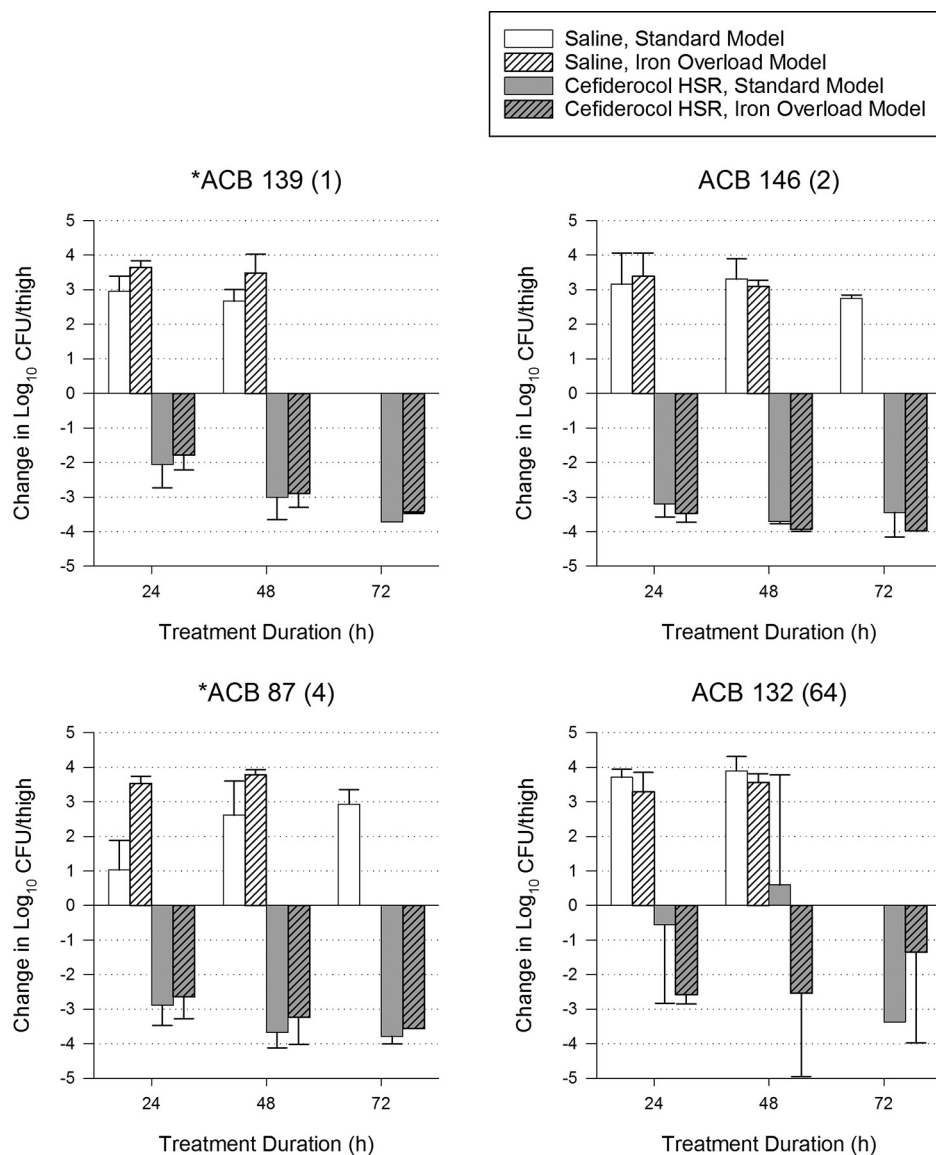 Saline, Standard Model
Saline, Iron Overload Model
Cefiderocol HSR, Standard Model
Cefiderocol HSR, Iron Overload Model
*ACB 139 (1)
Change in Log₁₀ CFU/thigh
5
4
3
2
1
0
-1
-2
-3
-4
-5
24 48 72
Treatment Duration (h)
ACB 146 (2)
Change in Log₁₀ CFU/thigh
5
4
3
2
1
0
-1
-2
-3
-4
-5
24 48 72
Treatment Duration (h)
*ACB 87 (4)
Change in Log₁₀ CFU/thigh
5
4
3
2
1
0
-1
-2
-3
-4
-5
24 48 72
Treatment Duration (h)
ACB 132 (64)
Change in Log₁₀ CFU/thigh
5
4
3
2
1
0
-1
-2
-3
-4
-5
24 48 72
Treatment Duration (h)